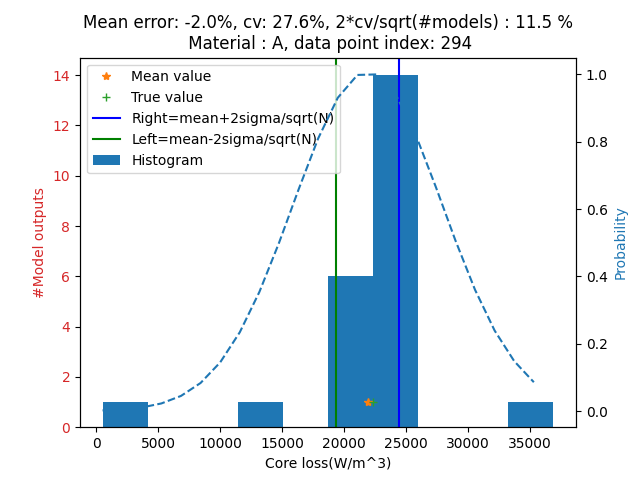 Mean error: -2.0%, cv: 27.6%, 2*cv/sqrt(#models) : 11.5 %
Material : A, data point index: 294
Mean value
True value
Right=mean+2sigma/sqrt(N)
Left=mean-2sigma/sqrt(N)
Histogram
#Model outputs
14
12
10
8
6
4
2
0
1.0
0.8
0.6
0.4
0.2
0.0
Probability
0 5000 10000 15000 20000 25000 30000 35000
Core loss(W/m^3)